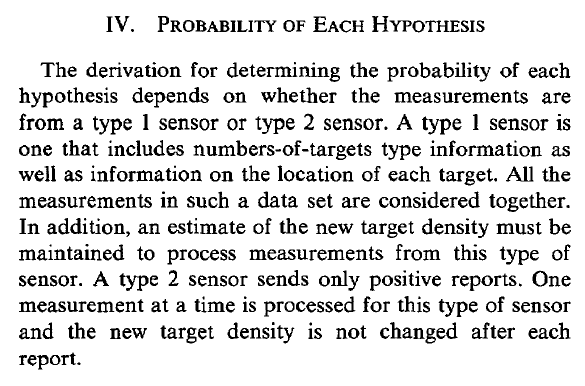 IV. PROBABILITY OF EACH HYPOTHESIS
The derivation for determining the probability of each
hypothesis depends on whether the measurements are
from a type 1 sensor or type 2 sensor. A type 1 sensor is
one that includes numbers-of-targets type information as
well as information on the location of each target. All the
measurements in such a data set are considered together.
In addition, an estimate of the new target density must be
maintained to process measurements from this type of
sensor. A type 2 sensor sends only positive reports. One
measurement at a time is processed for this type of sensor
and the new target density is not changed after each
report.